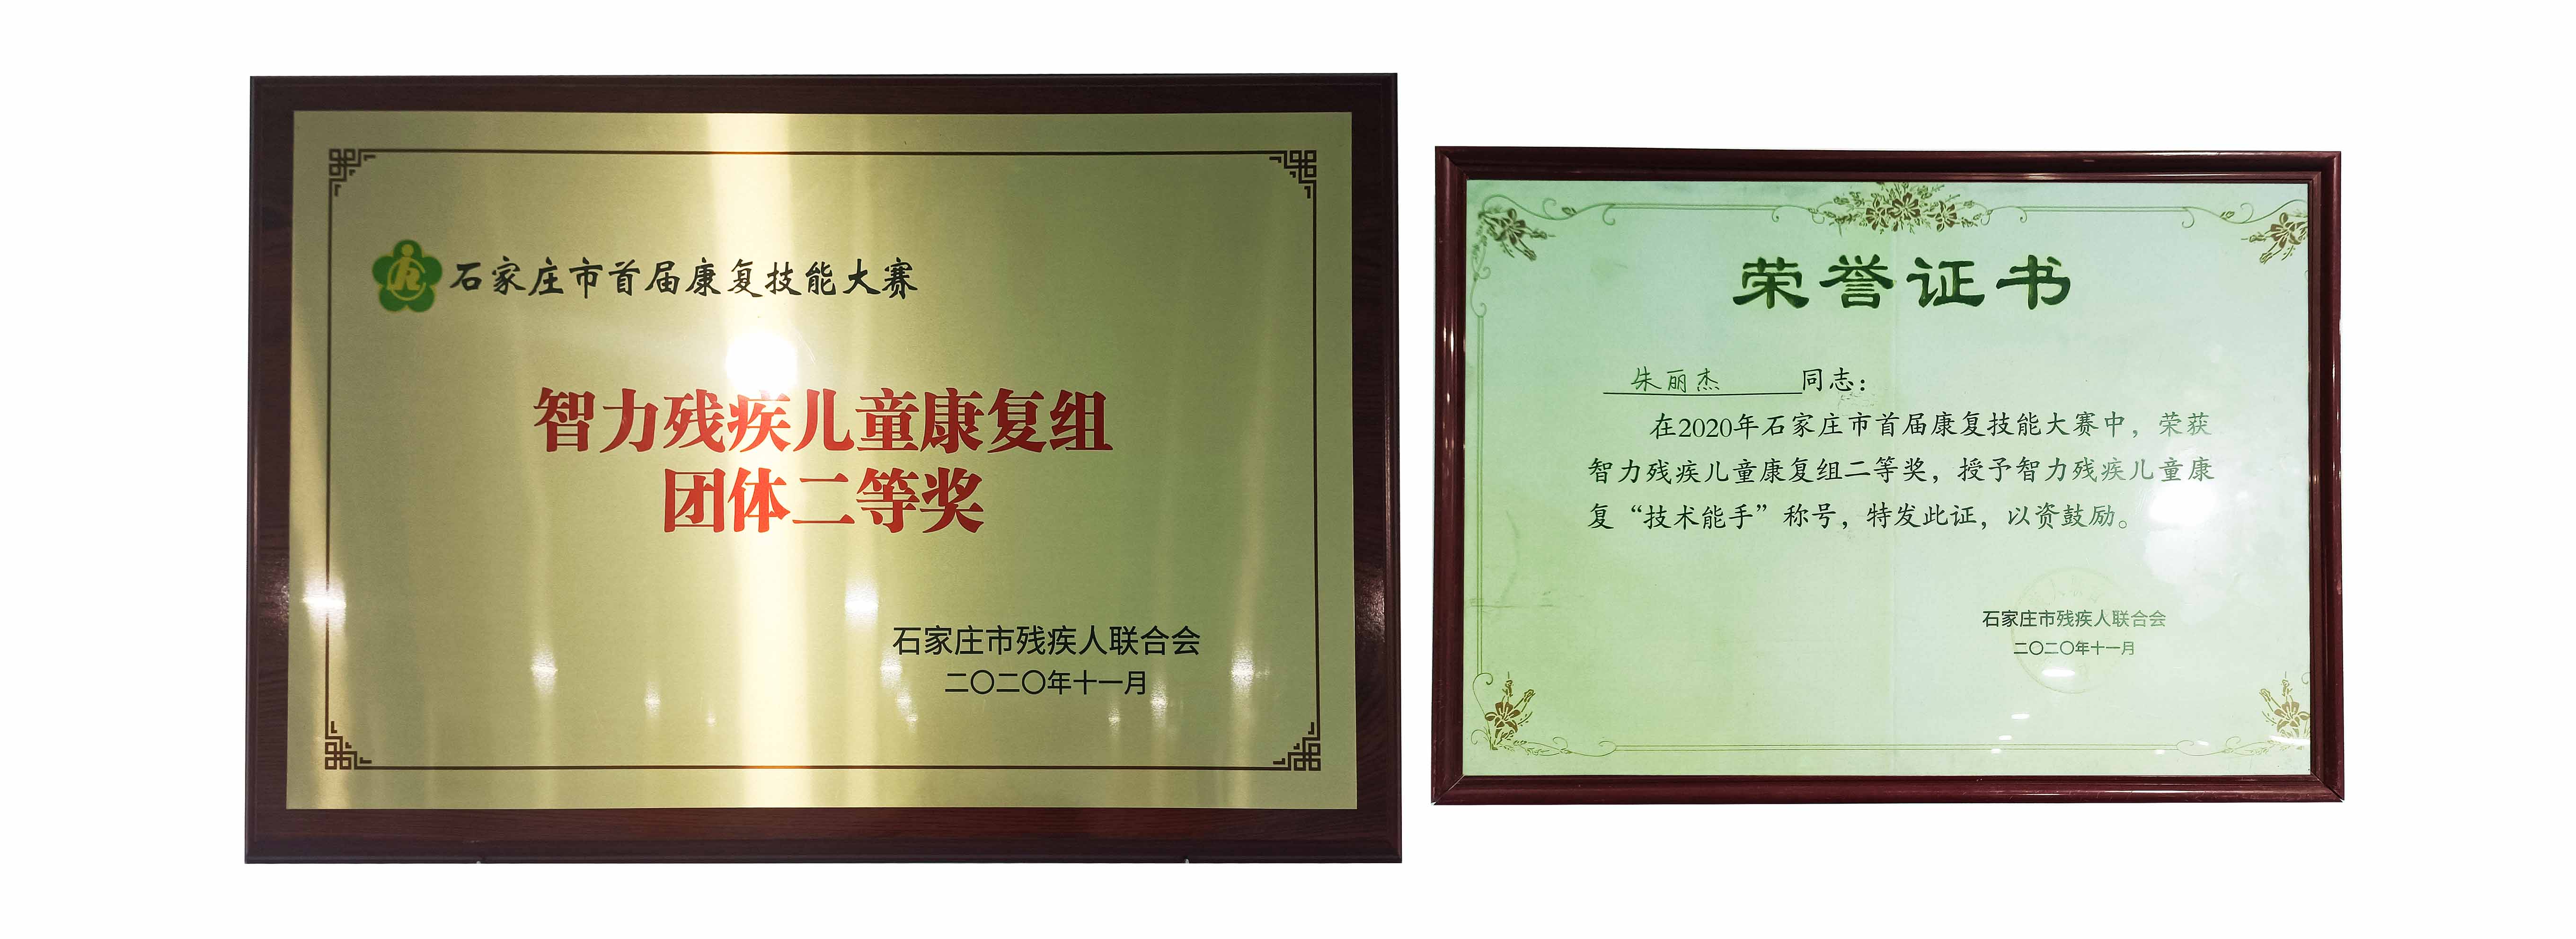 石家庄市首届康复技能大赛
智力残疾儿童康复组
团体二等奖
石家庄市残疾人联合会
二〇二〇年十一月
荣誉证书
朱丽杰 同志：
在2020年石家庄市首届康复技能大赛中，荣获
智力残疾儿童康复组二等奖，授予智力残疾儿童康
复“技术能手”称号，特发此证，以资鼓励。
石家庄市残疾人联合会
二〇二〇年十一月